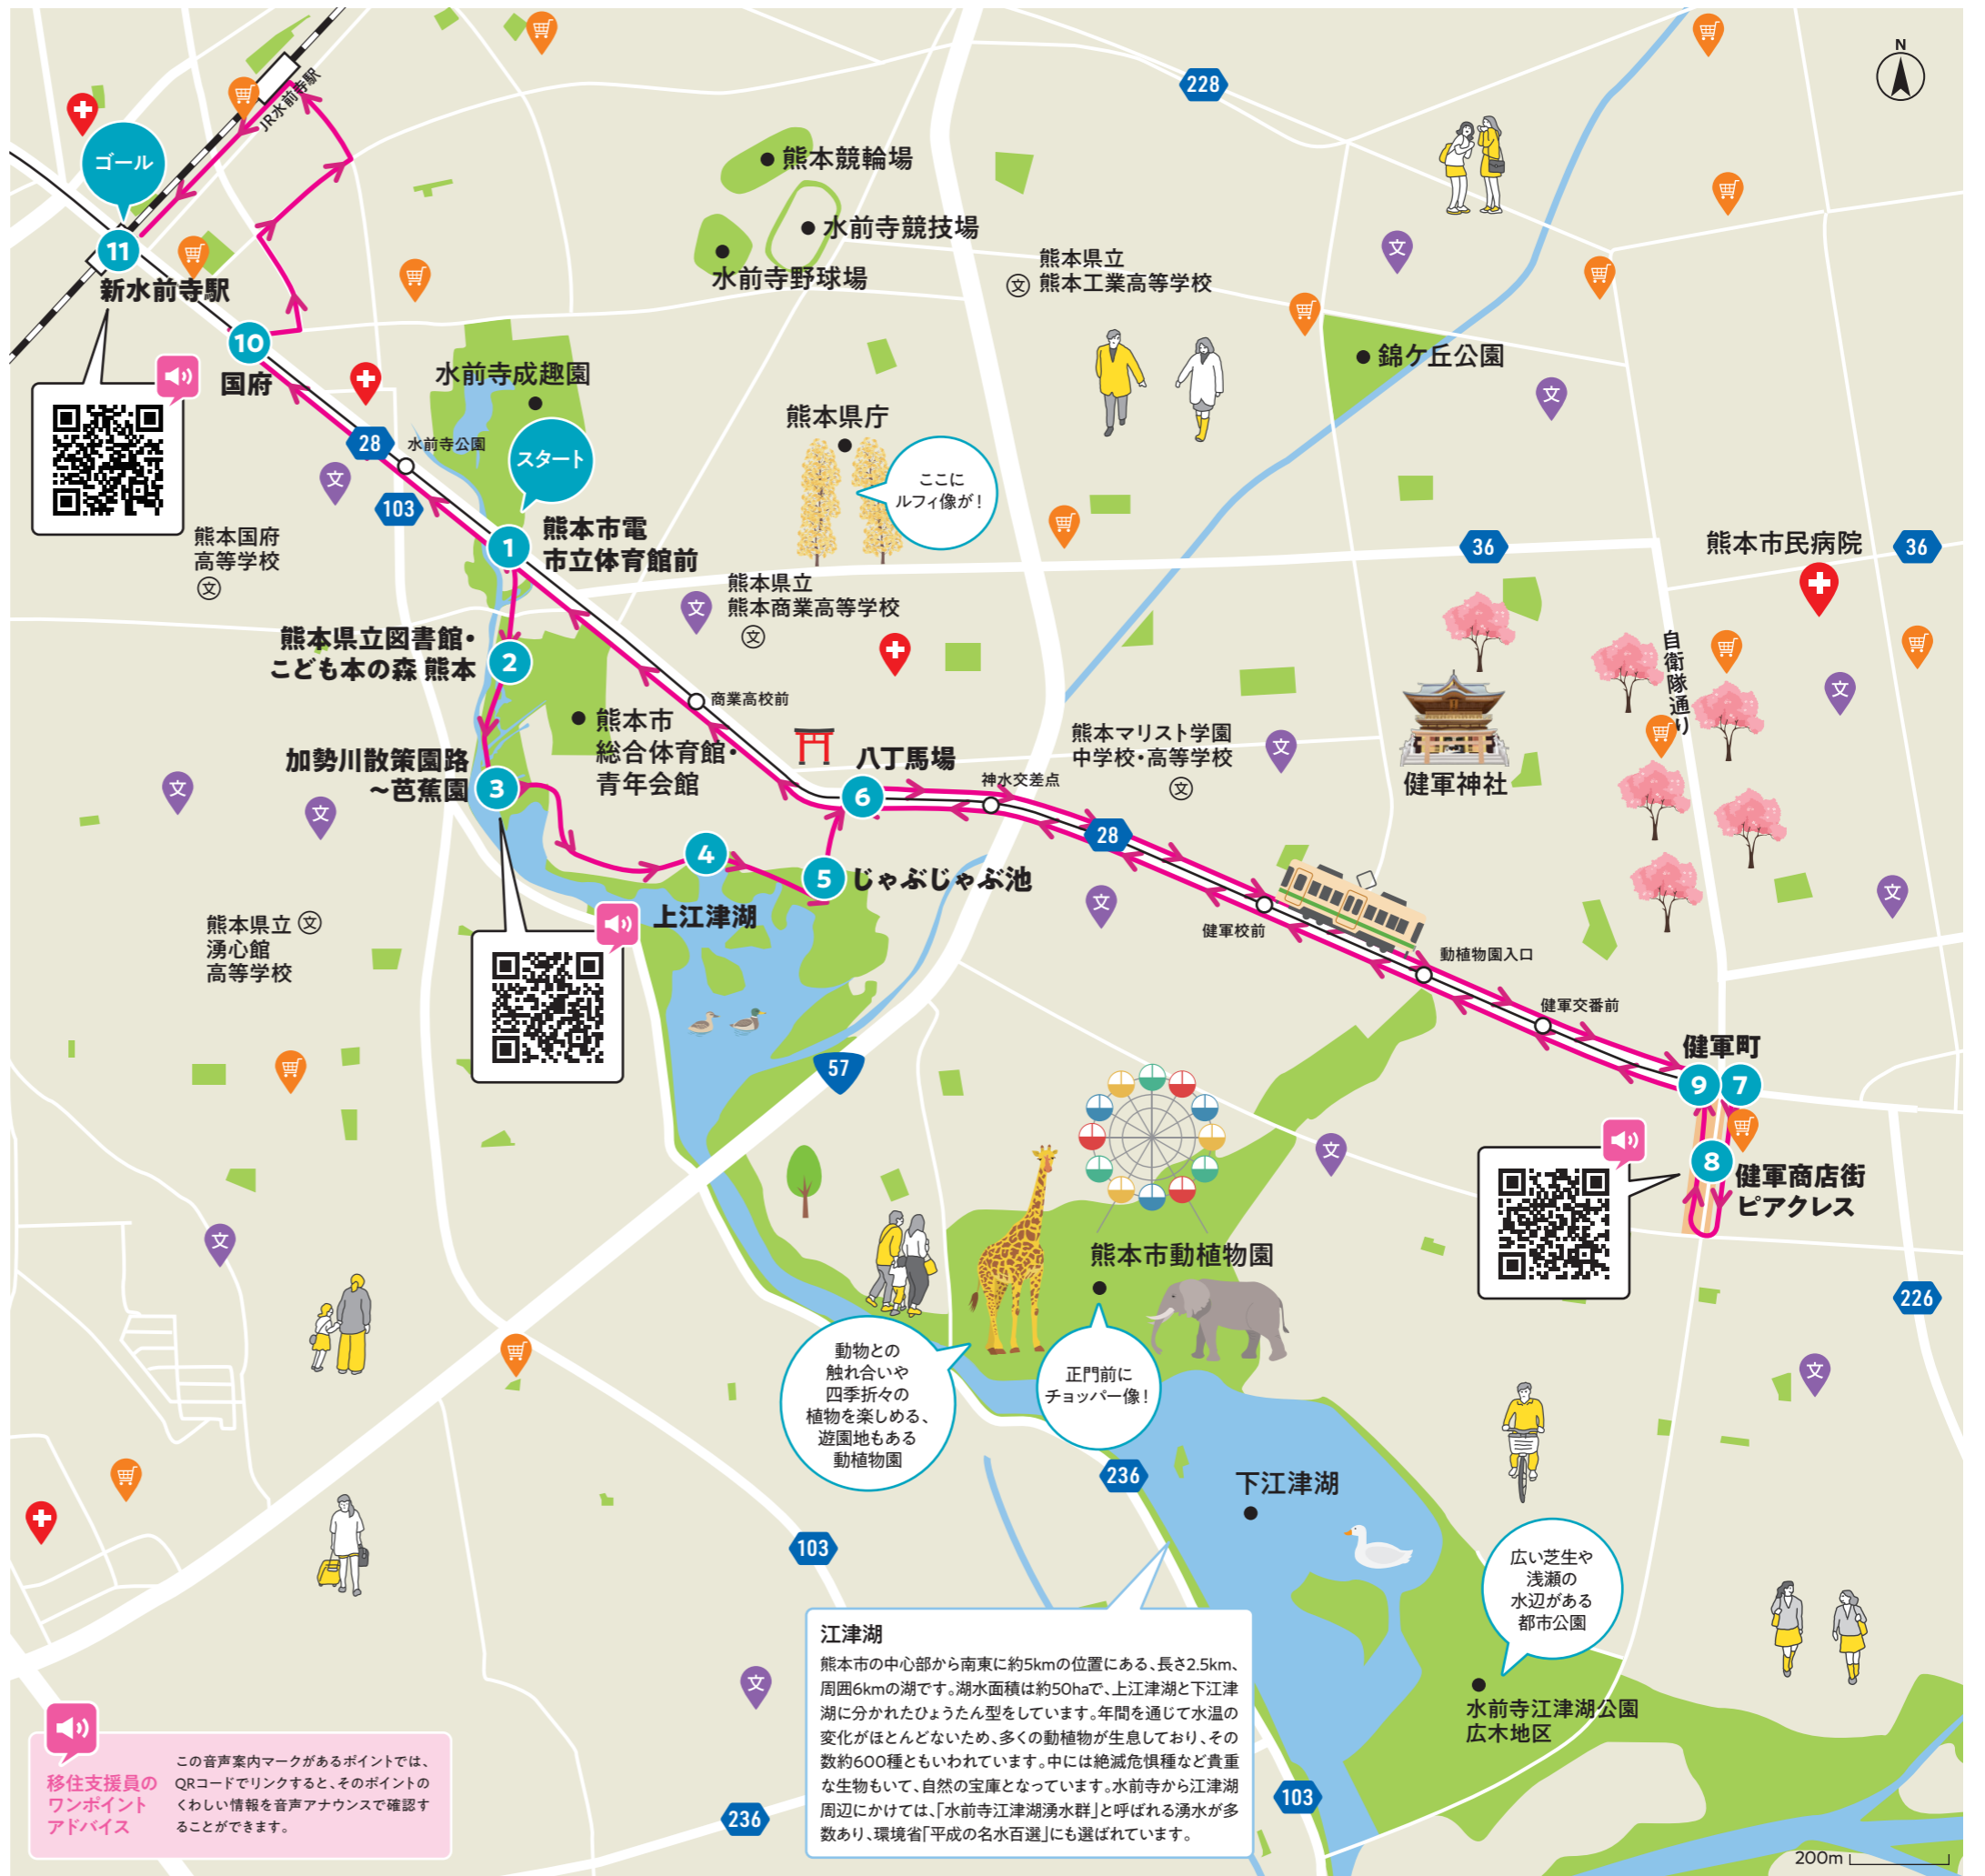 N
228
JR水前寺駅
ゴール
11
新水前寺駅
10
国府
熊本競輪場
水前寺競技場
水前寺野球場
熊本県立
熊本工業高等学校
文
錦ケ丘公園
文
文
水前寺成趣園
スタート
熊本県庁
ここに
ルフィ像が！
28
水前寺公園
文
103
熊本国府
高等学校
文
1
熊本市電
市立体育館前
36
熊本市民病院
36
熊本県立
熊本商業高等学校
文
文
熊本県立図書館・
こども本の森 熊本
2
自衛隊通り
文
商業高校前
熊本市
総合体育館・
青年会館
加勢川散策園路
〜芭蕉園
3
文
文
八丁馬場
6
神水交差点
熊本マリスト学園
中学校・高等学校
文
文
健軍神社
28
4
上江津湖
5
じゃぶじゃぶ池
文
健軍校前
文
動植物園入口
健軍交番前
熊本県立
湧心館
高等学校
文
57
健軍町
9
7
8
健軍商店街
ピアクレス
文
文
熊本市動植物園
226
動物との
触れ合いや
四季折々の
植物を楽しめる、
遊園地もある
動植物園
正門前に
チョッパー像！
文
236
下江津湖
103
広い芝生や
浅瀬の
水辺がある
都市公園
水前寺江津湖公園
広木地区
文
江津湖
熊本市の中心部から南東に約5kmの位置にある、長さ2.5km、
周囲6kmの湖です。湖水面積は約50haで、上江津湖と下江津
湖に分かれたひょうたん型をしています。年間を通じて水温の
変化がほとんどないため、多くの動植物が生息しており、その
数約600種ともいわれています。中には絶滅危惧種など貴重
な生物もいて、自然の宝庫となっています。水前寺から江津湖
周辺にかけては、「水前寺江津湖湧水群」と呼ばれる湧水が多
数あり、環境省「平成の名水百選」にも選ばれています。
103
236
移住支援員の
ワンポイント
アドバイス
この音声案内マークがあるポイントでは、
QRコードでリンクすると、そのポイントの
くわしい情報を音声アナウンスで確認す
ることができます。
200m